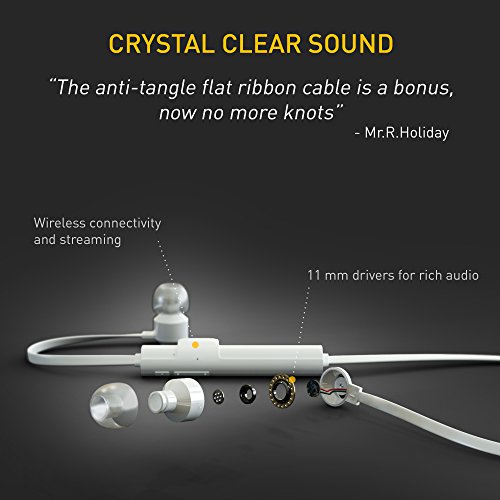 CRYSTAL CLEAR SOUND
“The anti-tangle flat ribbon cable is a bonus,
now no more knots”
- Mr.R.Holiday
Wireless connectivity
and streaming
11 mm drivers for rich audio